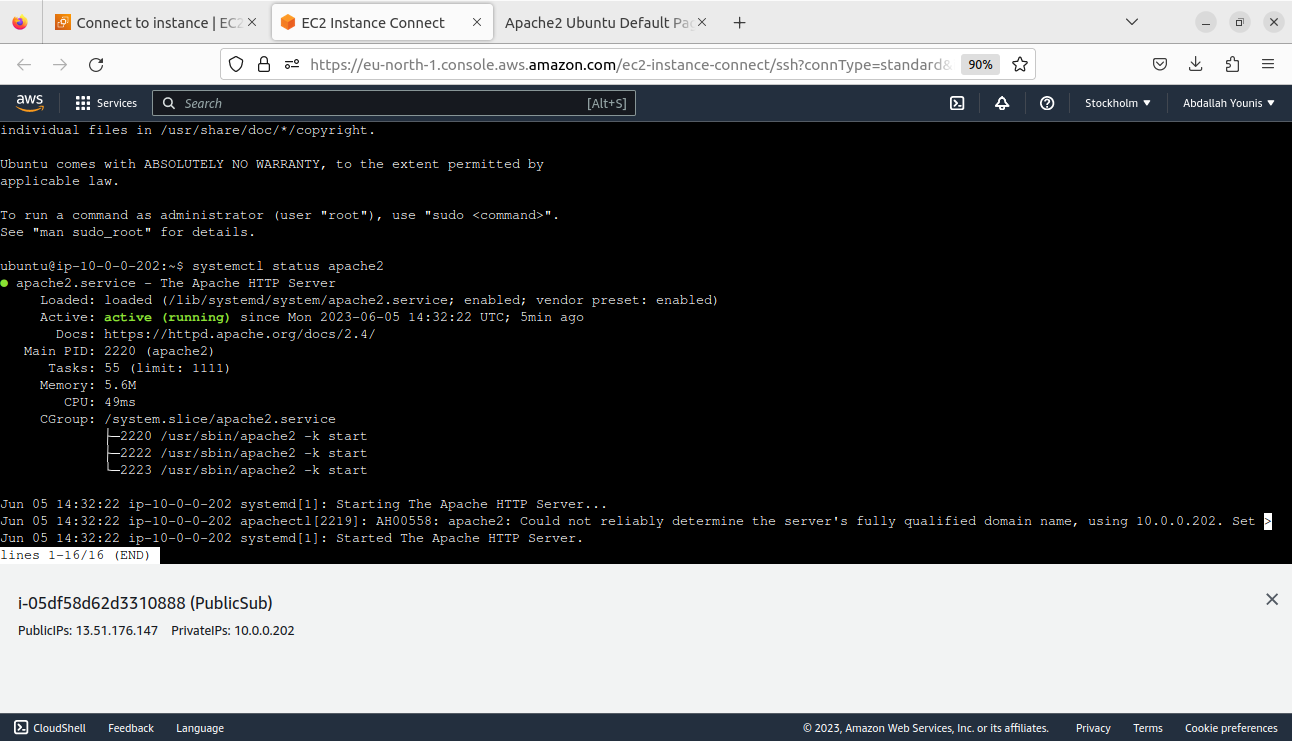 Connect to instance | EC2
EC2 Instance Connect
Apache2 Ubuntu Default Pa
https://eu-north-1.console.aws.amazon.com/ec2-instance-connect/ssh?connType=standard&
90%
aws
Services
Search
[Alt+S]
Stockholm
Abdallah Younis
individual files in /usr/share/doc/*/copyright.
Ubuntu comes with ABSOLUTELY NO WARRANTY, to the extent permitted by
applicable law.
To run a command as administrator (user "root"), use "sudo <command>".
See "man sudo_root" for details.
ubuntu@ip-10-0-0-202:~$ systemctl status apache2
● apache2.service - The Apache HTTP Server
Loaded: loaded (/lib/systemd/system/apache2.service; enabled; vendor preset: enabled)
Active: active (running) since Mon 2023-06-05 14:32:22 UTC; 5min ago
Docs: https://httpd.apache.org/docs/2.4/
Main PID: 2220 (apache2)
Tasks: 55 (limit: 1111)
Memory: 5.6M
CPU: 49ms
CGroup: /system.slice/apache2.service
├─2220 /usr/sbin/apache2 -k start
├─2222 /usr/sbin/apache2 -k start
└─2223 /usr/sbin/apache2 -k start
Jun 05 14:32:22 ip-10-0-0-202 systemd[1]: Starting The Apache HTTP Server...
Jun 05 14:32:22 ip-10-0-0-202 apachectl[2219]: AH00558: apache2: Could not reliably determine the server's fully qualified domain name, using 10.0.0.202. Set >
Jun 05 14:32:22 ip-10-0-0-202 systemd[1]: Started The Apache HTTP Server.
lines 1-16/16 (END)
i-05df58d62d3310888 (PublicSub)
PublicIPs: 13.51.176.147 PrivateIPs: 10.0.0.202
CloudShell
Feedback
Language
© 2023, Amazon Web Services, Inc. or its affiliates.
Privacy
Terms
Cookie preferences